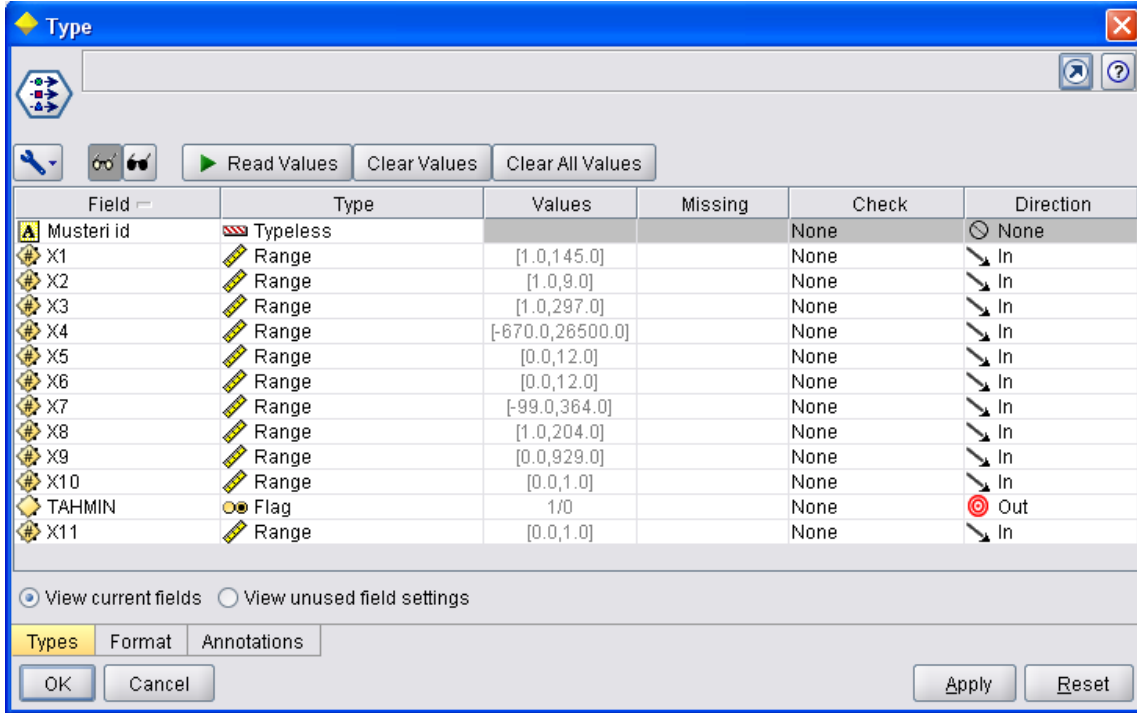 Type
Read Values Clear Values Clear All Values
Field Type Values Missing Check Direction
A Musteri id Typeless None None
# X1 Range [1.0,145.0] None In
# X2 Range [1.0,9.0] None In
# X3 Range [1.0,297.0] None In
# X4 Range [-670.0,26500.0] None In
# X5 Range [0.0,12.0] None In
# X6 Range [0.0,12.0] None In
# X7 Range [-99.0,364.0] None In
# X8 Range [1.0,204.0] None In
# X9 Range [0.0,929.0] None In
# X10 Range [0.0,1.0] None In
TAHMIN Flag 1/0 None Out
# X11 Range [0.0,1.0] None In
View current fields View unused field settings
Types Format Annotations
OK Cancel Apply Reset